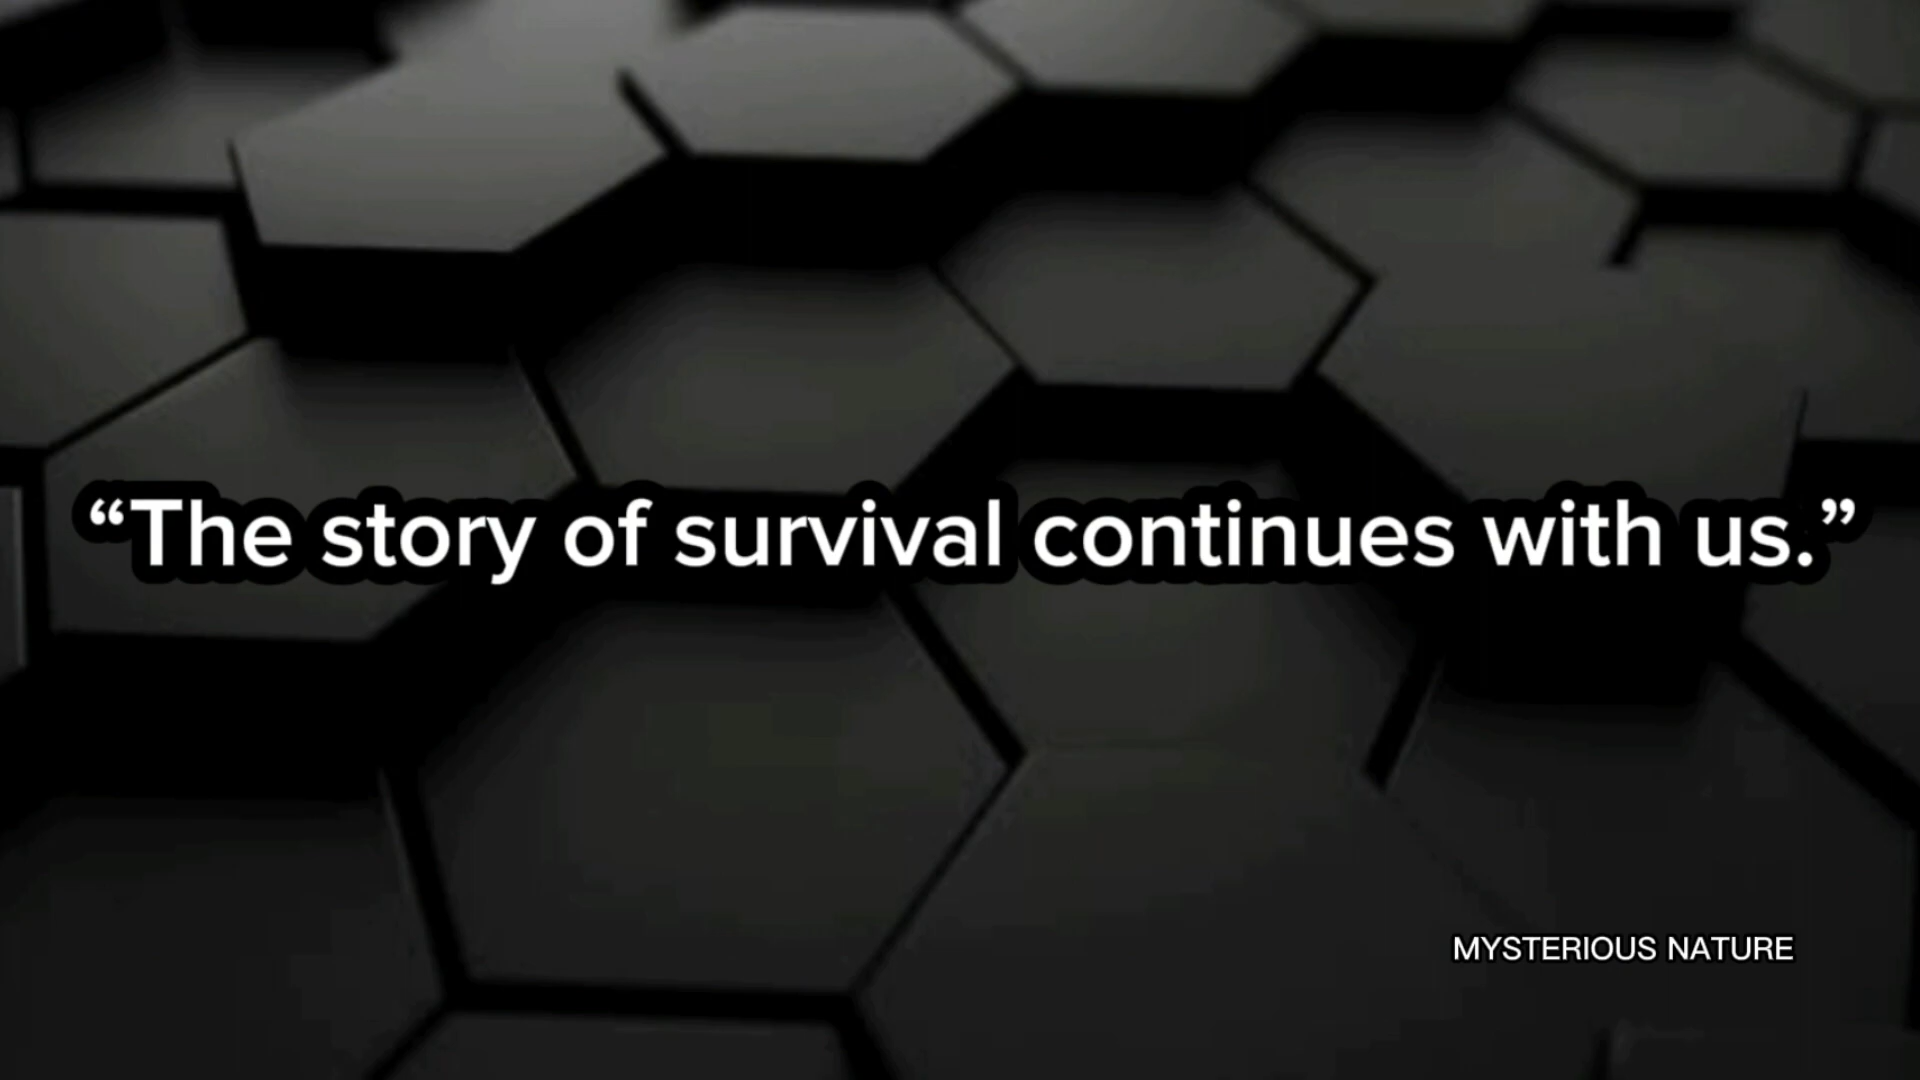 “The story of survival continues with us.”
MYSTERIOUS NATURE